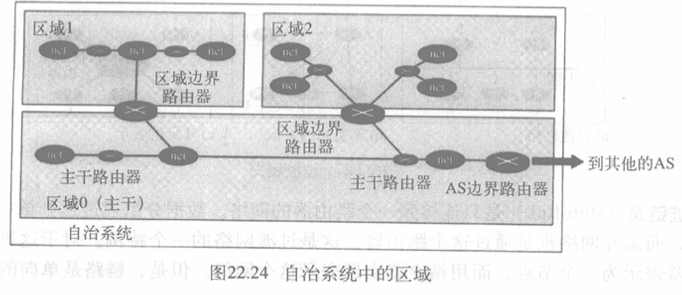 区域1
net
net
net
区域边界
路由器
区域2
net
net
net
net
区域边界
路由器
net
net
主干路由器
net
主干路由器
AS边界路由器
到其他的AS
区域0（主干）
自治系统
图22.24 自治系统中的区域